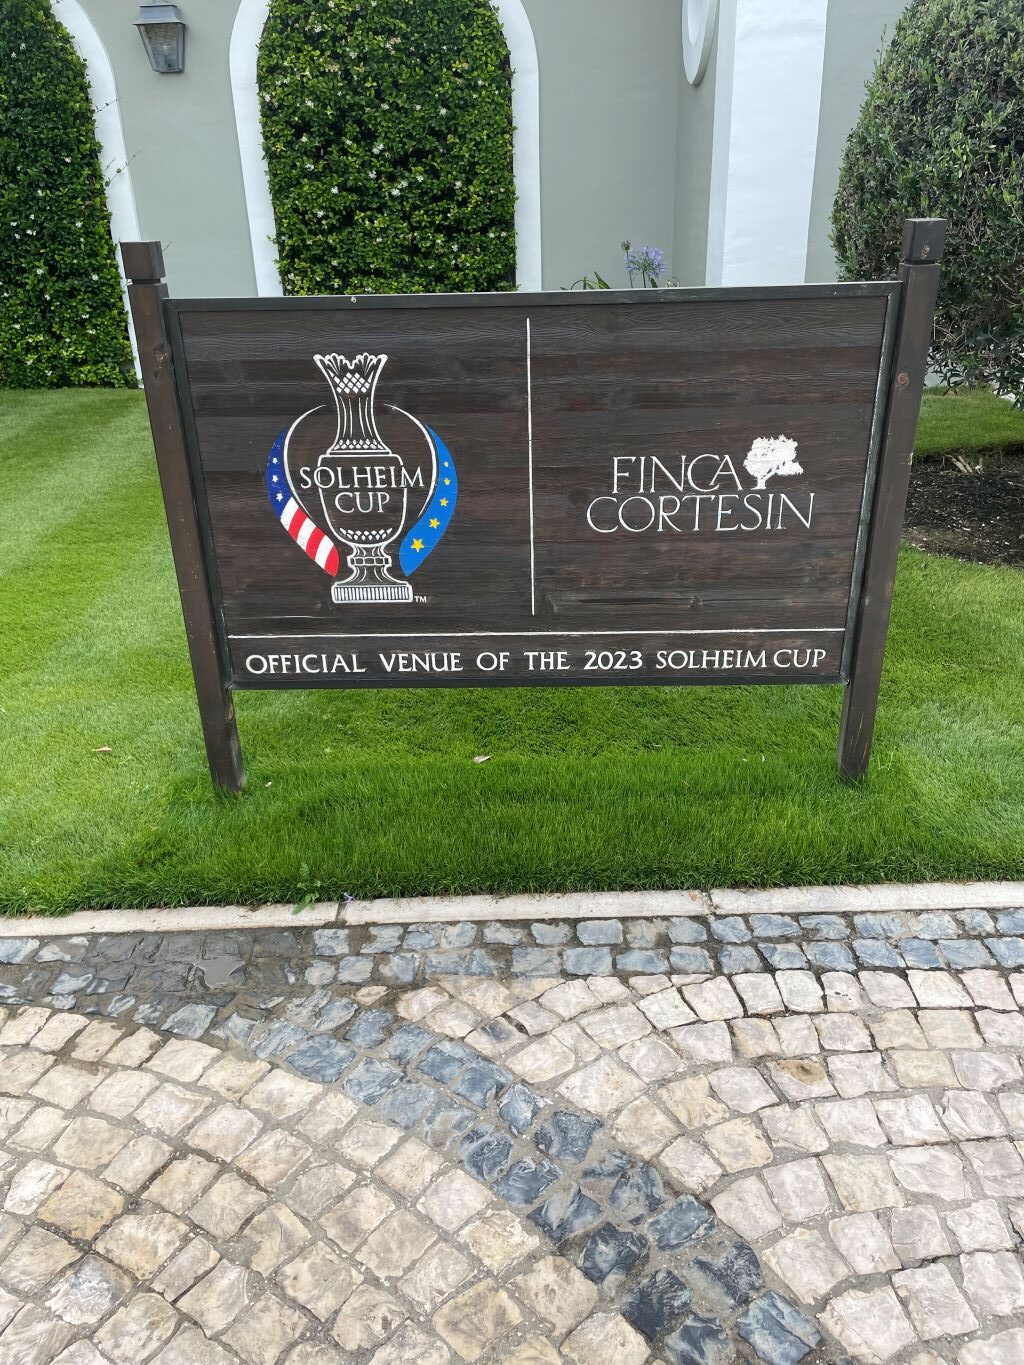 SOLHEIM
CUP
TM
FINCA
CORTESIN
OFFICIAL VENUE OF THE 2023 SOLHEIM CUP